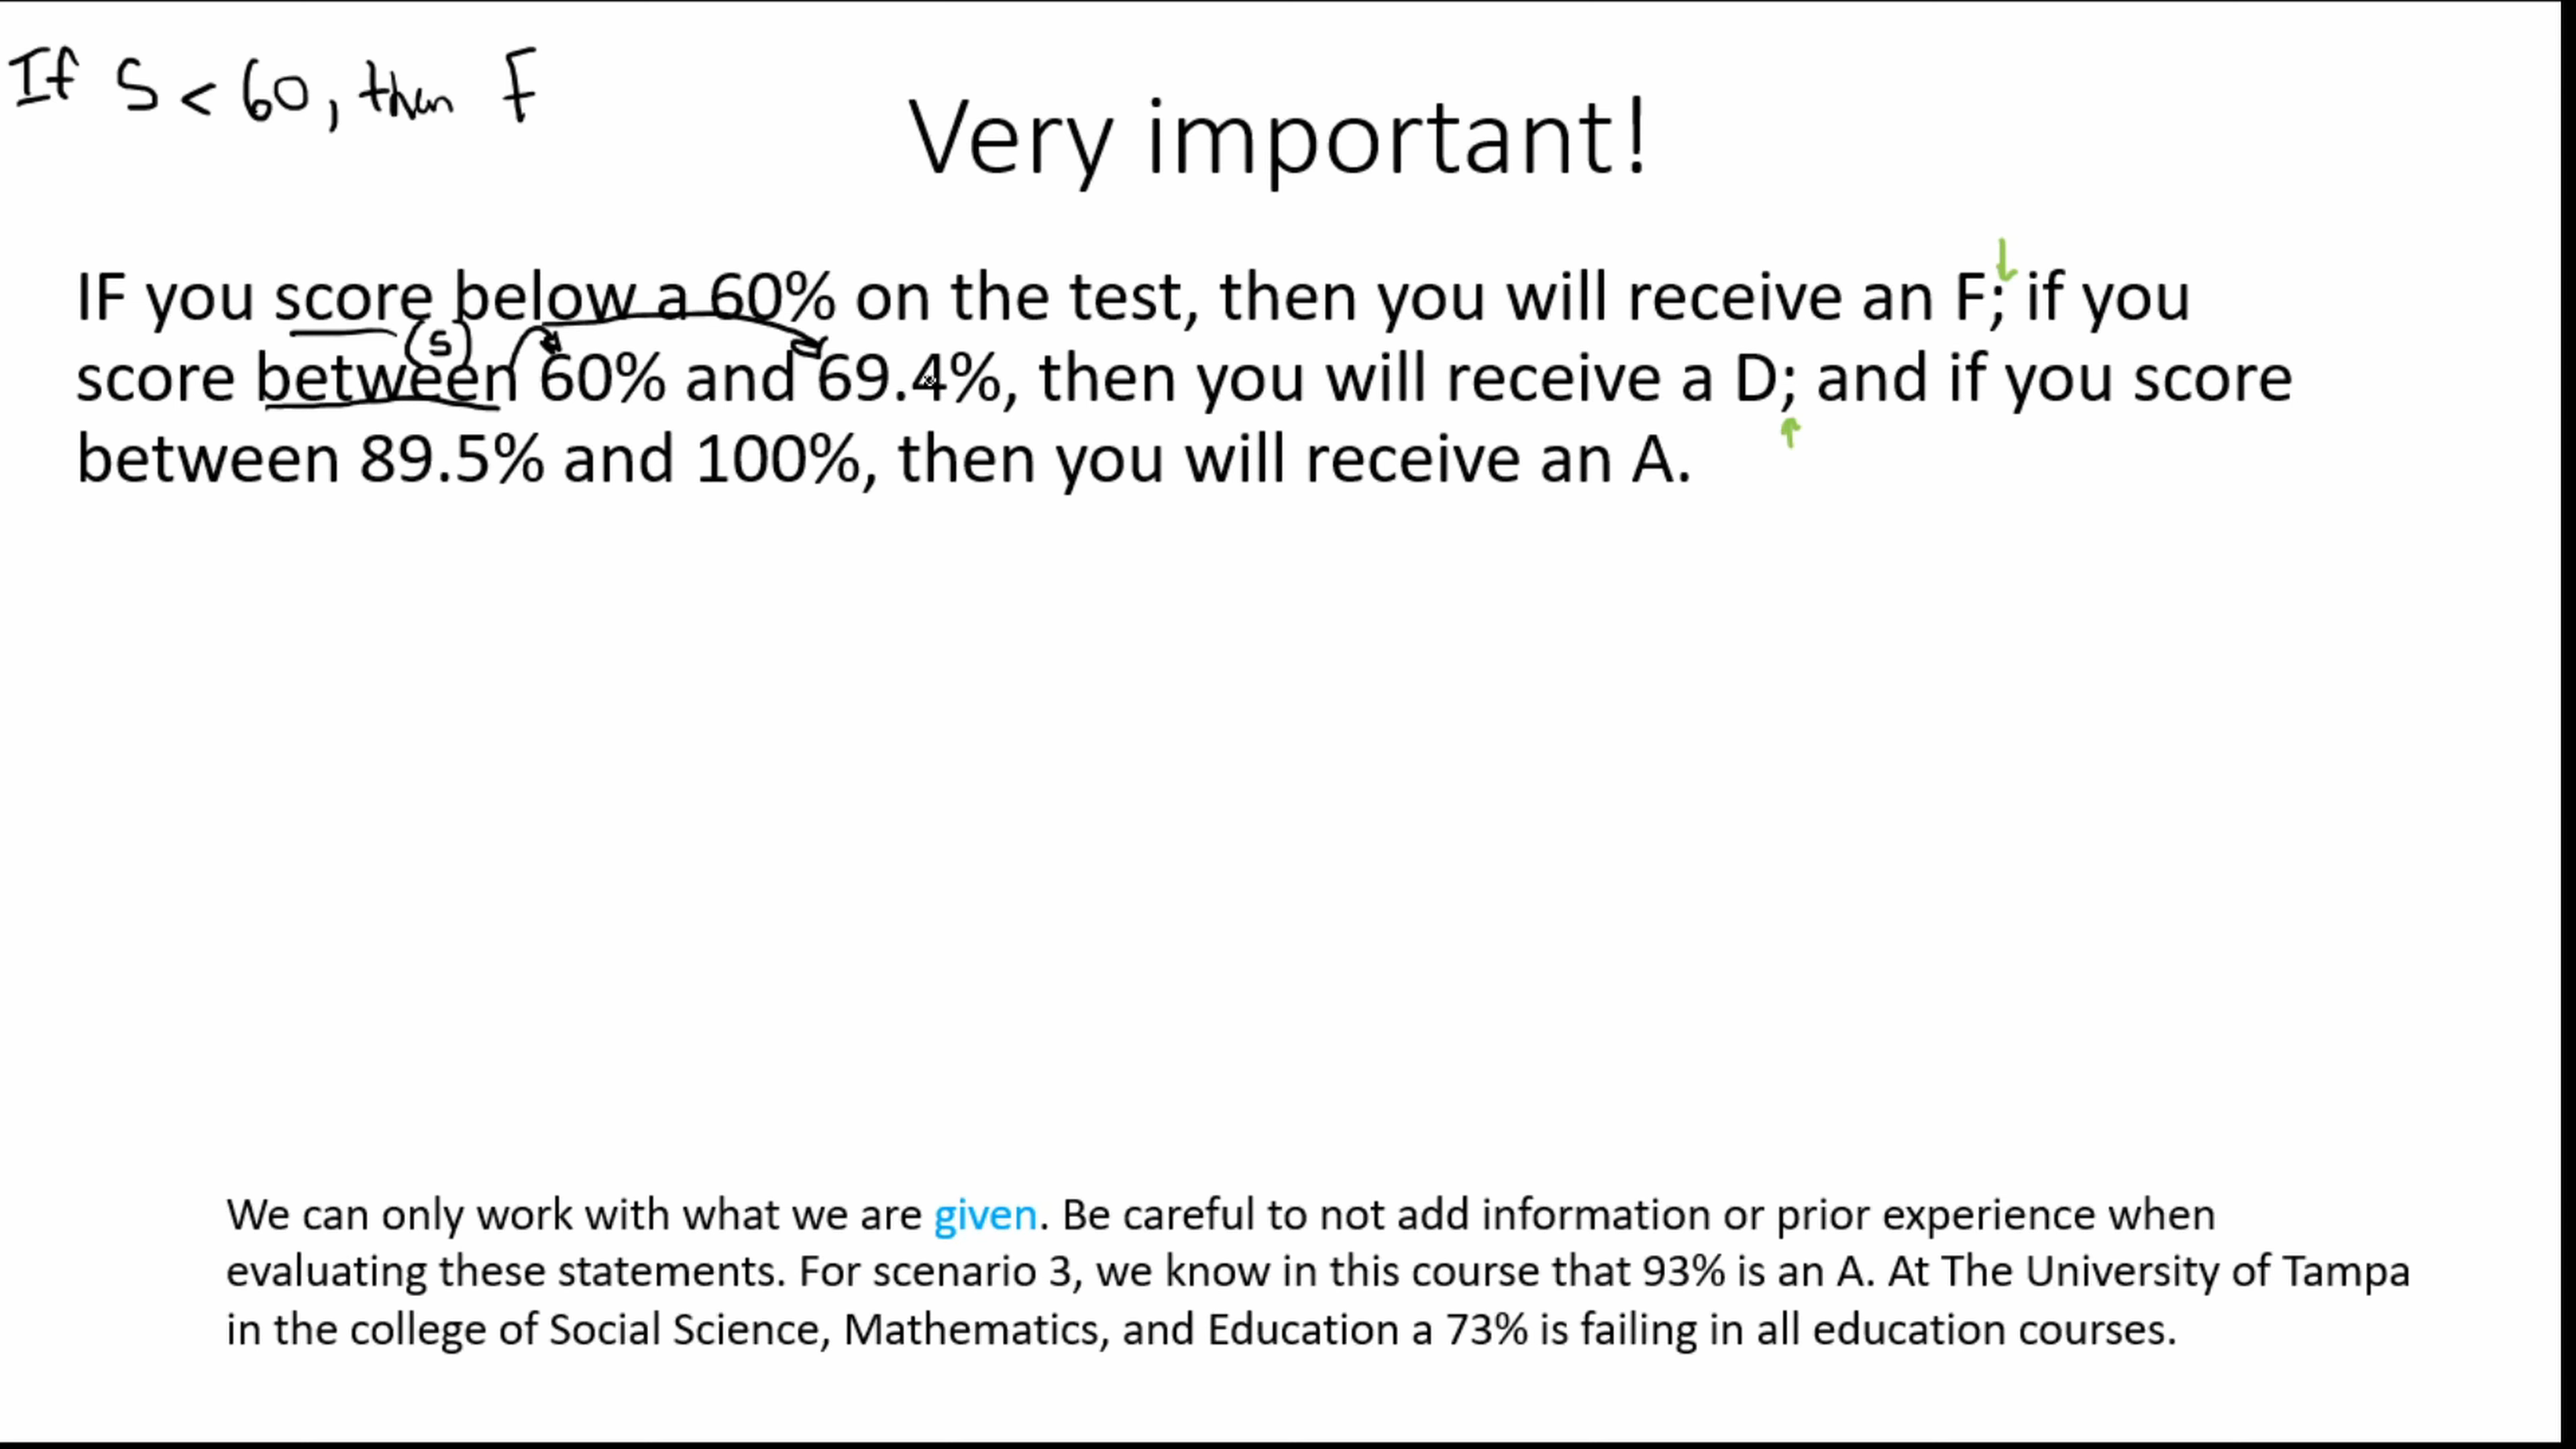 If S < 60, then F
Very important!
IF you score below a 60% on the test, then you will receive an F; if you
(s)
score between 60% and 69.4%, then you will receive a D; and if you score
between 89.5% and 100%, then you will receive an A.
We can only work with what we are given. Be careful to not add information or prior experience when
evaluating these statements. For scenario 3, we know in this course that 93% is an A. At The University of Tampa
in the college of Social Science, Mathematics, and Education a 73% is failing in all education courses.